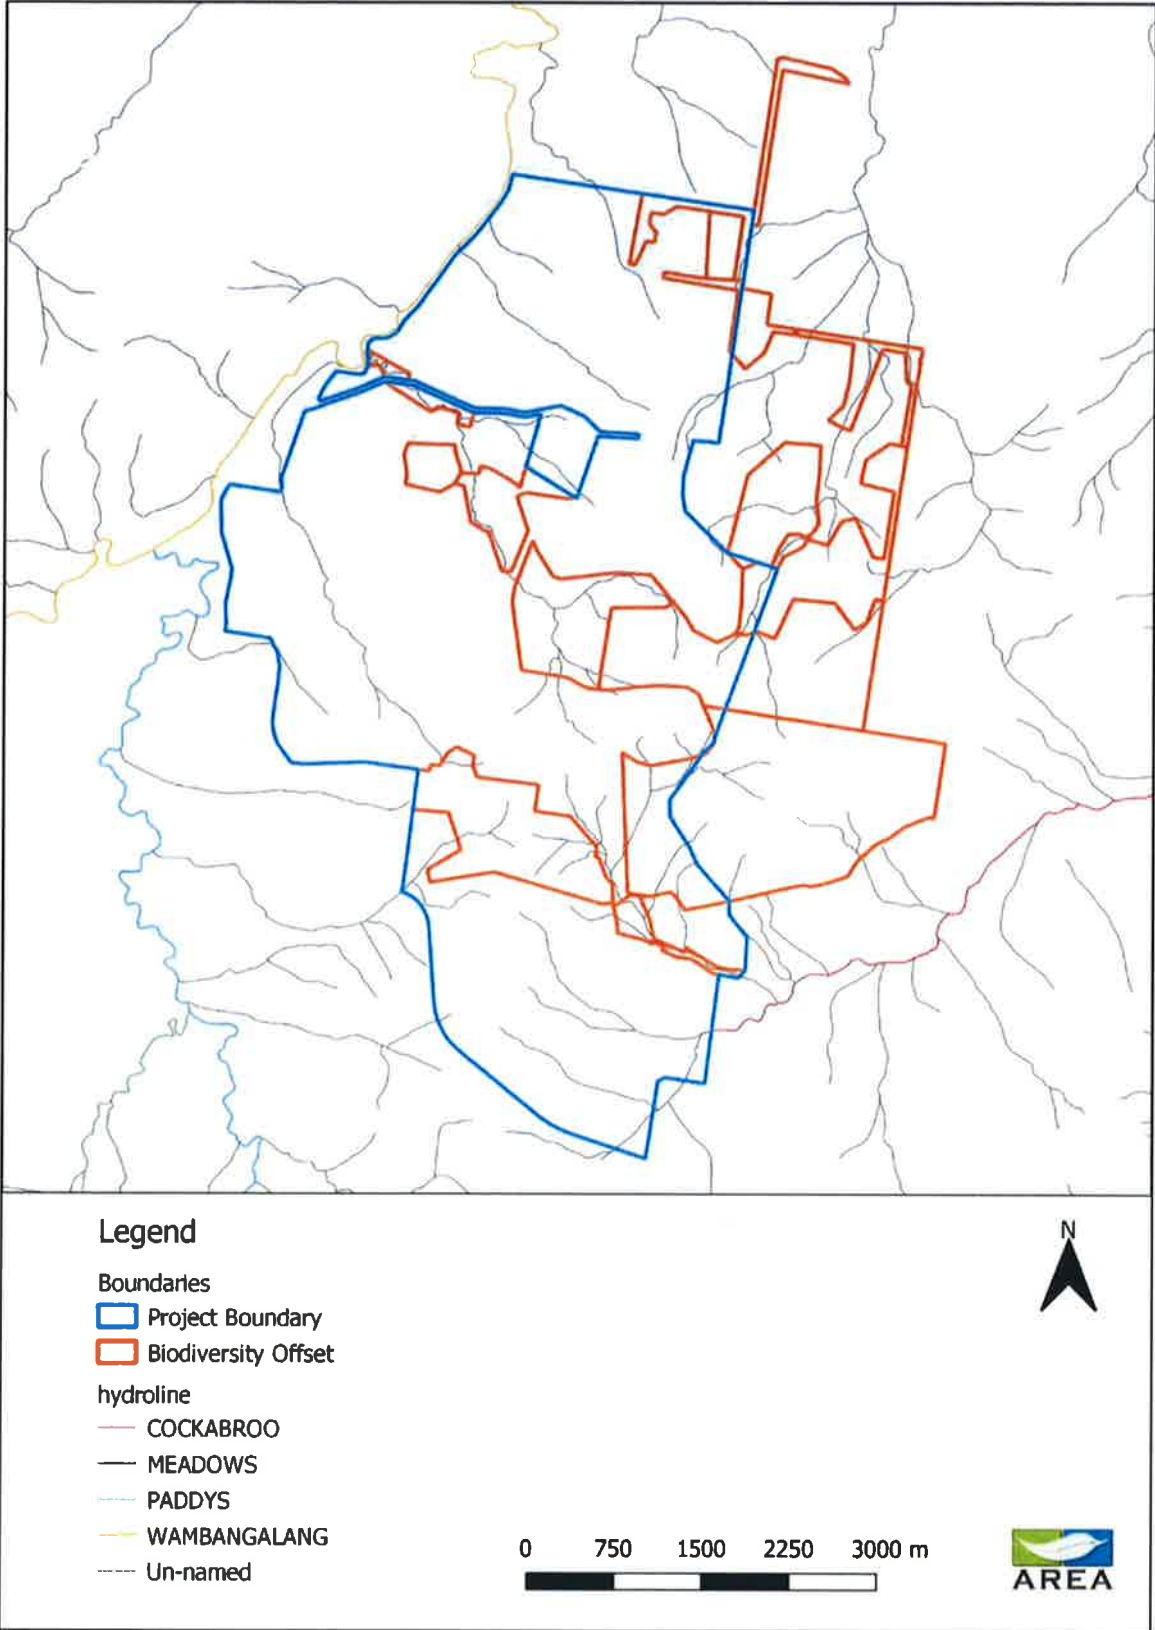 Legend
N
Boundaries
Project Boundary
Biodiversity Offset
hydroline
COCKABROO
MEADOWS
PADDYS
WAMBANGALANG
Un-named
0 750 1500 2250 3000 m
AREA